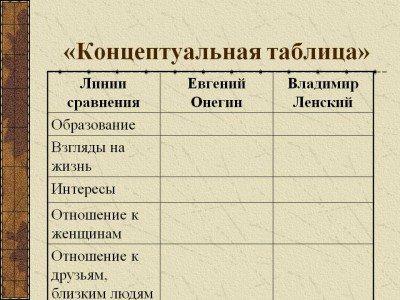 «Концептуальная таблица»
Линии сравнения
Евгений Онегин
Владимир Ленский
Образование
Взгляды на
жизнь
Интересы
Отношение к
женщинам
Отношение к
друзьям,
близким людям